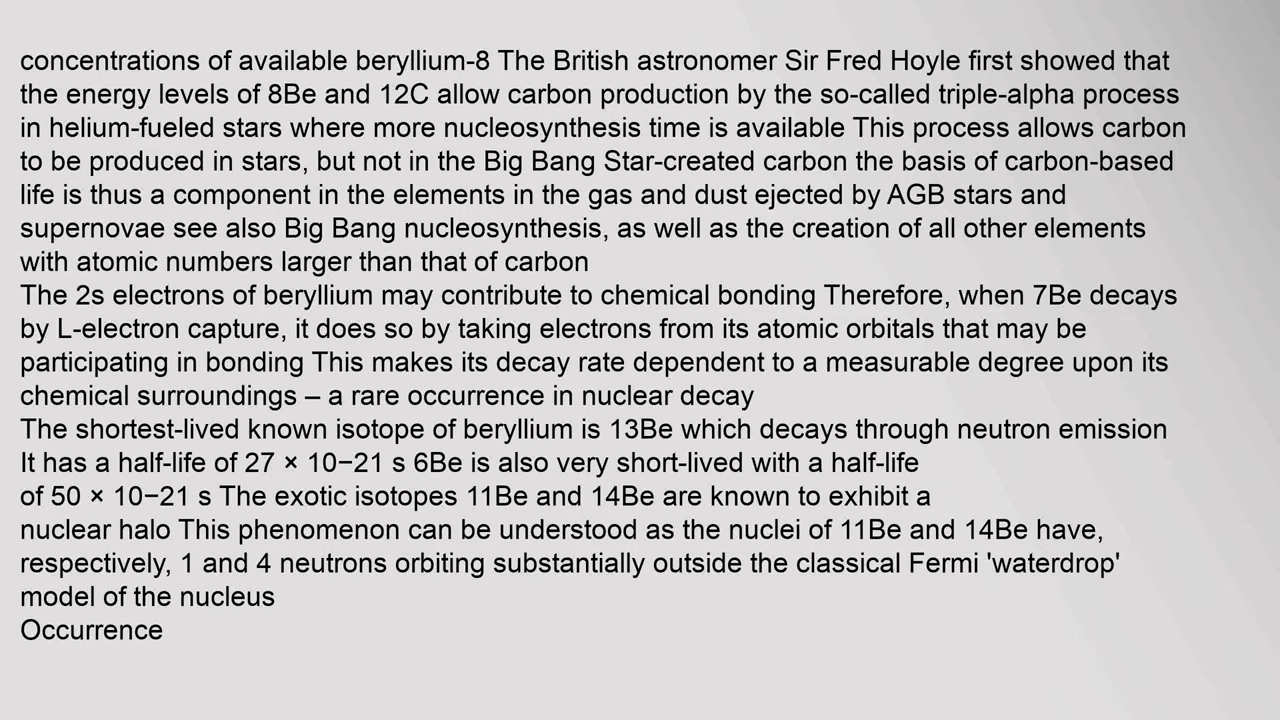 concentrations of available beryllium-8 The British astronomer Sir Fred Hoyle first showed that
the energy levels of 8Be and 12C allow carbon production by the so-called triple-alpha process
in helium-fueled stars where more nucleosynthesis time is available This process allows carbon
to be produced in stars, but not in the Big Bang Star-created carbon the basis of carbon-based
life is thus a component in the elements in the gas and dust ejected by AGB stars and
supernovae see also Big Bang nucleosynthesis, as well as the creation of all other elements
with atomic numbers larger than that of carbon
The 2s electrons of beryllium may contribute to chemical bonding Therefore, when 7Be decays
by L-electron capture, it does so by taking electrons from its atomic orbitals that may be
participating in bonding This makes its decay rate dependent to a measurable degree upon its
chemical surroundings – a rare occurrence in nuclear decay
The shortest-lived known isotope of beryllium is 13Be which decays through neutron emission
It has a half-life of 27 × 10−21 s 6Be is also very short-lived with a half-life
of 50 × 10−21 s The exotic isotopes 11Be and 14Be are known to exhibit a
nuclear halo This phenomenon can be understood as the nuclei of 11Be and 14Be have,
respectively, 1 and 4 neutrons orbiting substantially outside the classical Fermi 'waterdrop'
model of the nucleus
Occurrence